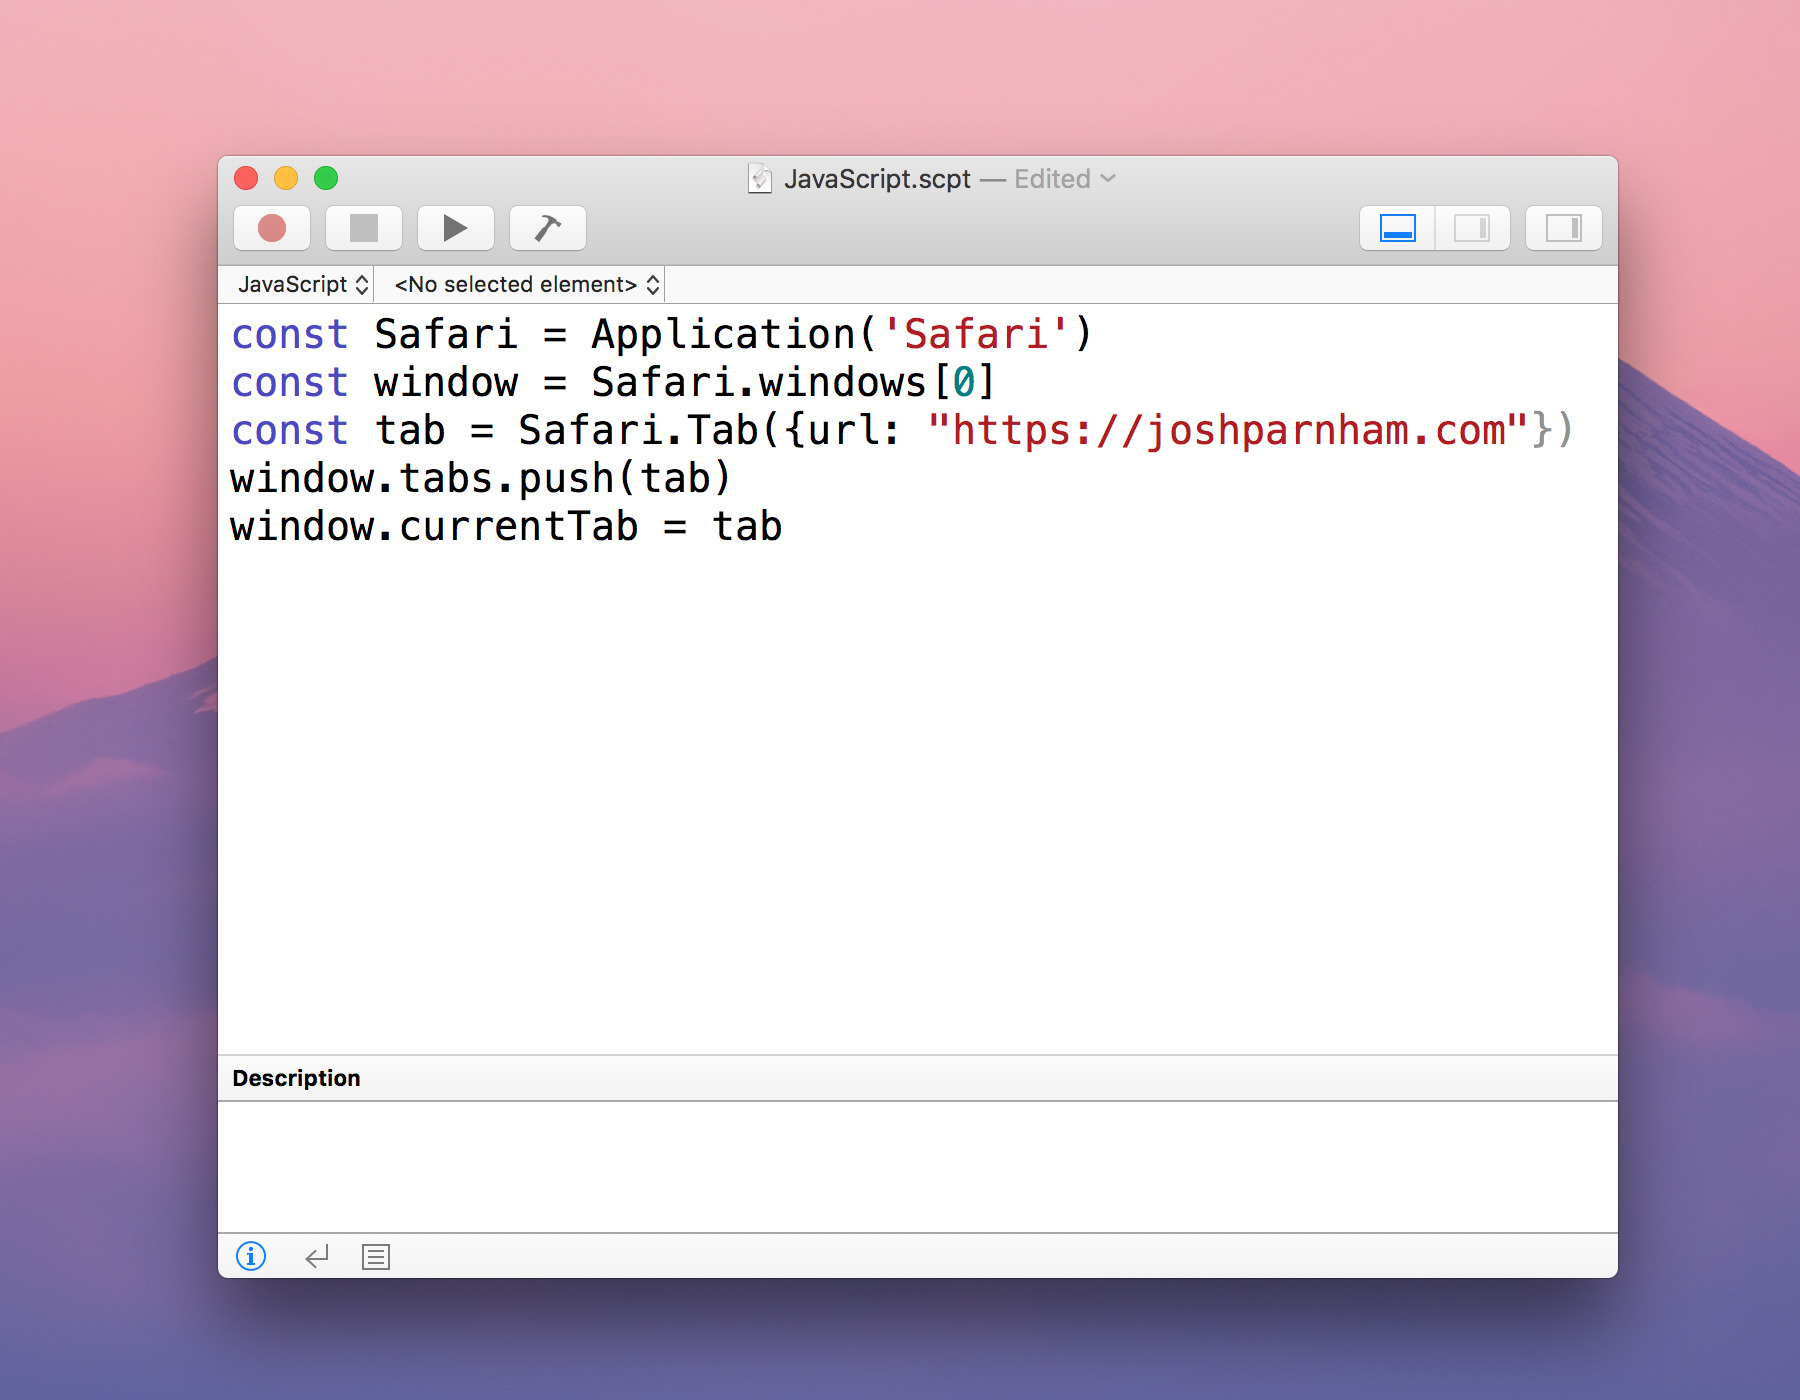 JavaScript.scpt — Edited
JavaScript <No selected element>
const Safari = Application('Safari')
const window = Safari.windows[0]
const tab = Safari.Tab({url: "https://joshparnham.com"})
window.tabs.push(tab)
window.currentTab = tab
Description